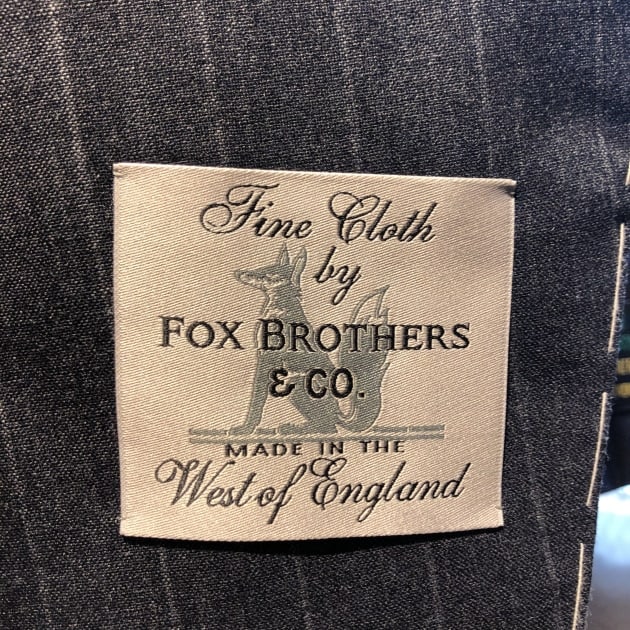 Fine Cloth
by
FOX BROTHERS
& CO.
MADE IN THE
West of England